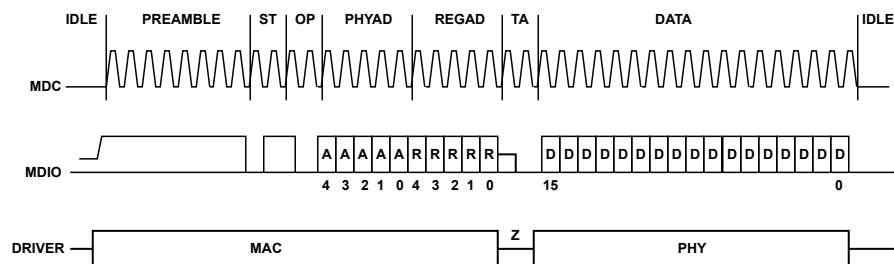 IDLE PREAMBLE ST OP PHYAD REGAD TA DATA IDLE
MDC
A A A A A R R R R R D D D D D D D D D D D D D D D D D
MDIO
4 3 2 1 0 4 3 2 1 0 15 0
Z
DRIVER MAC PHY